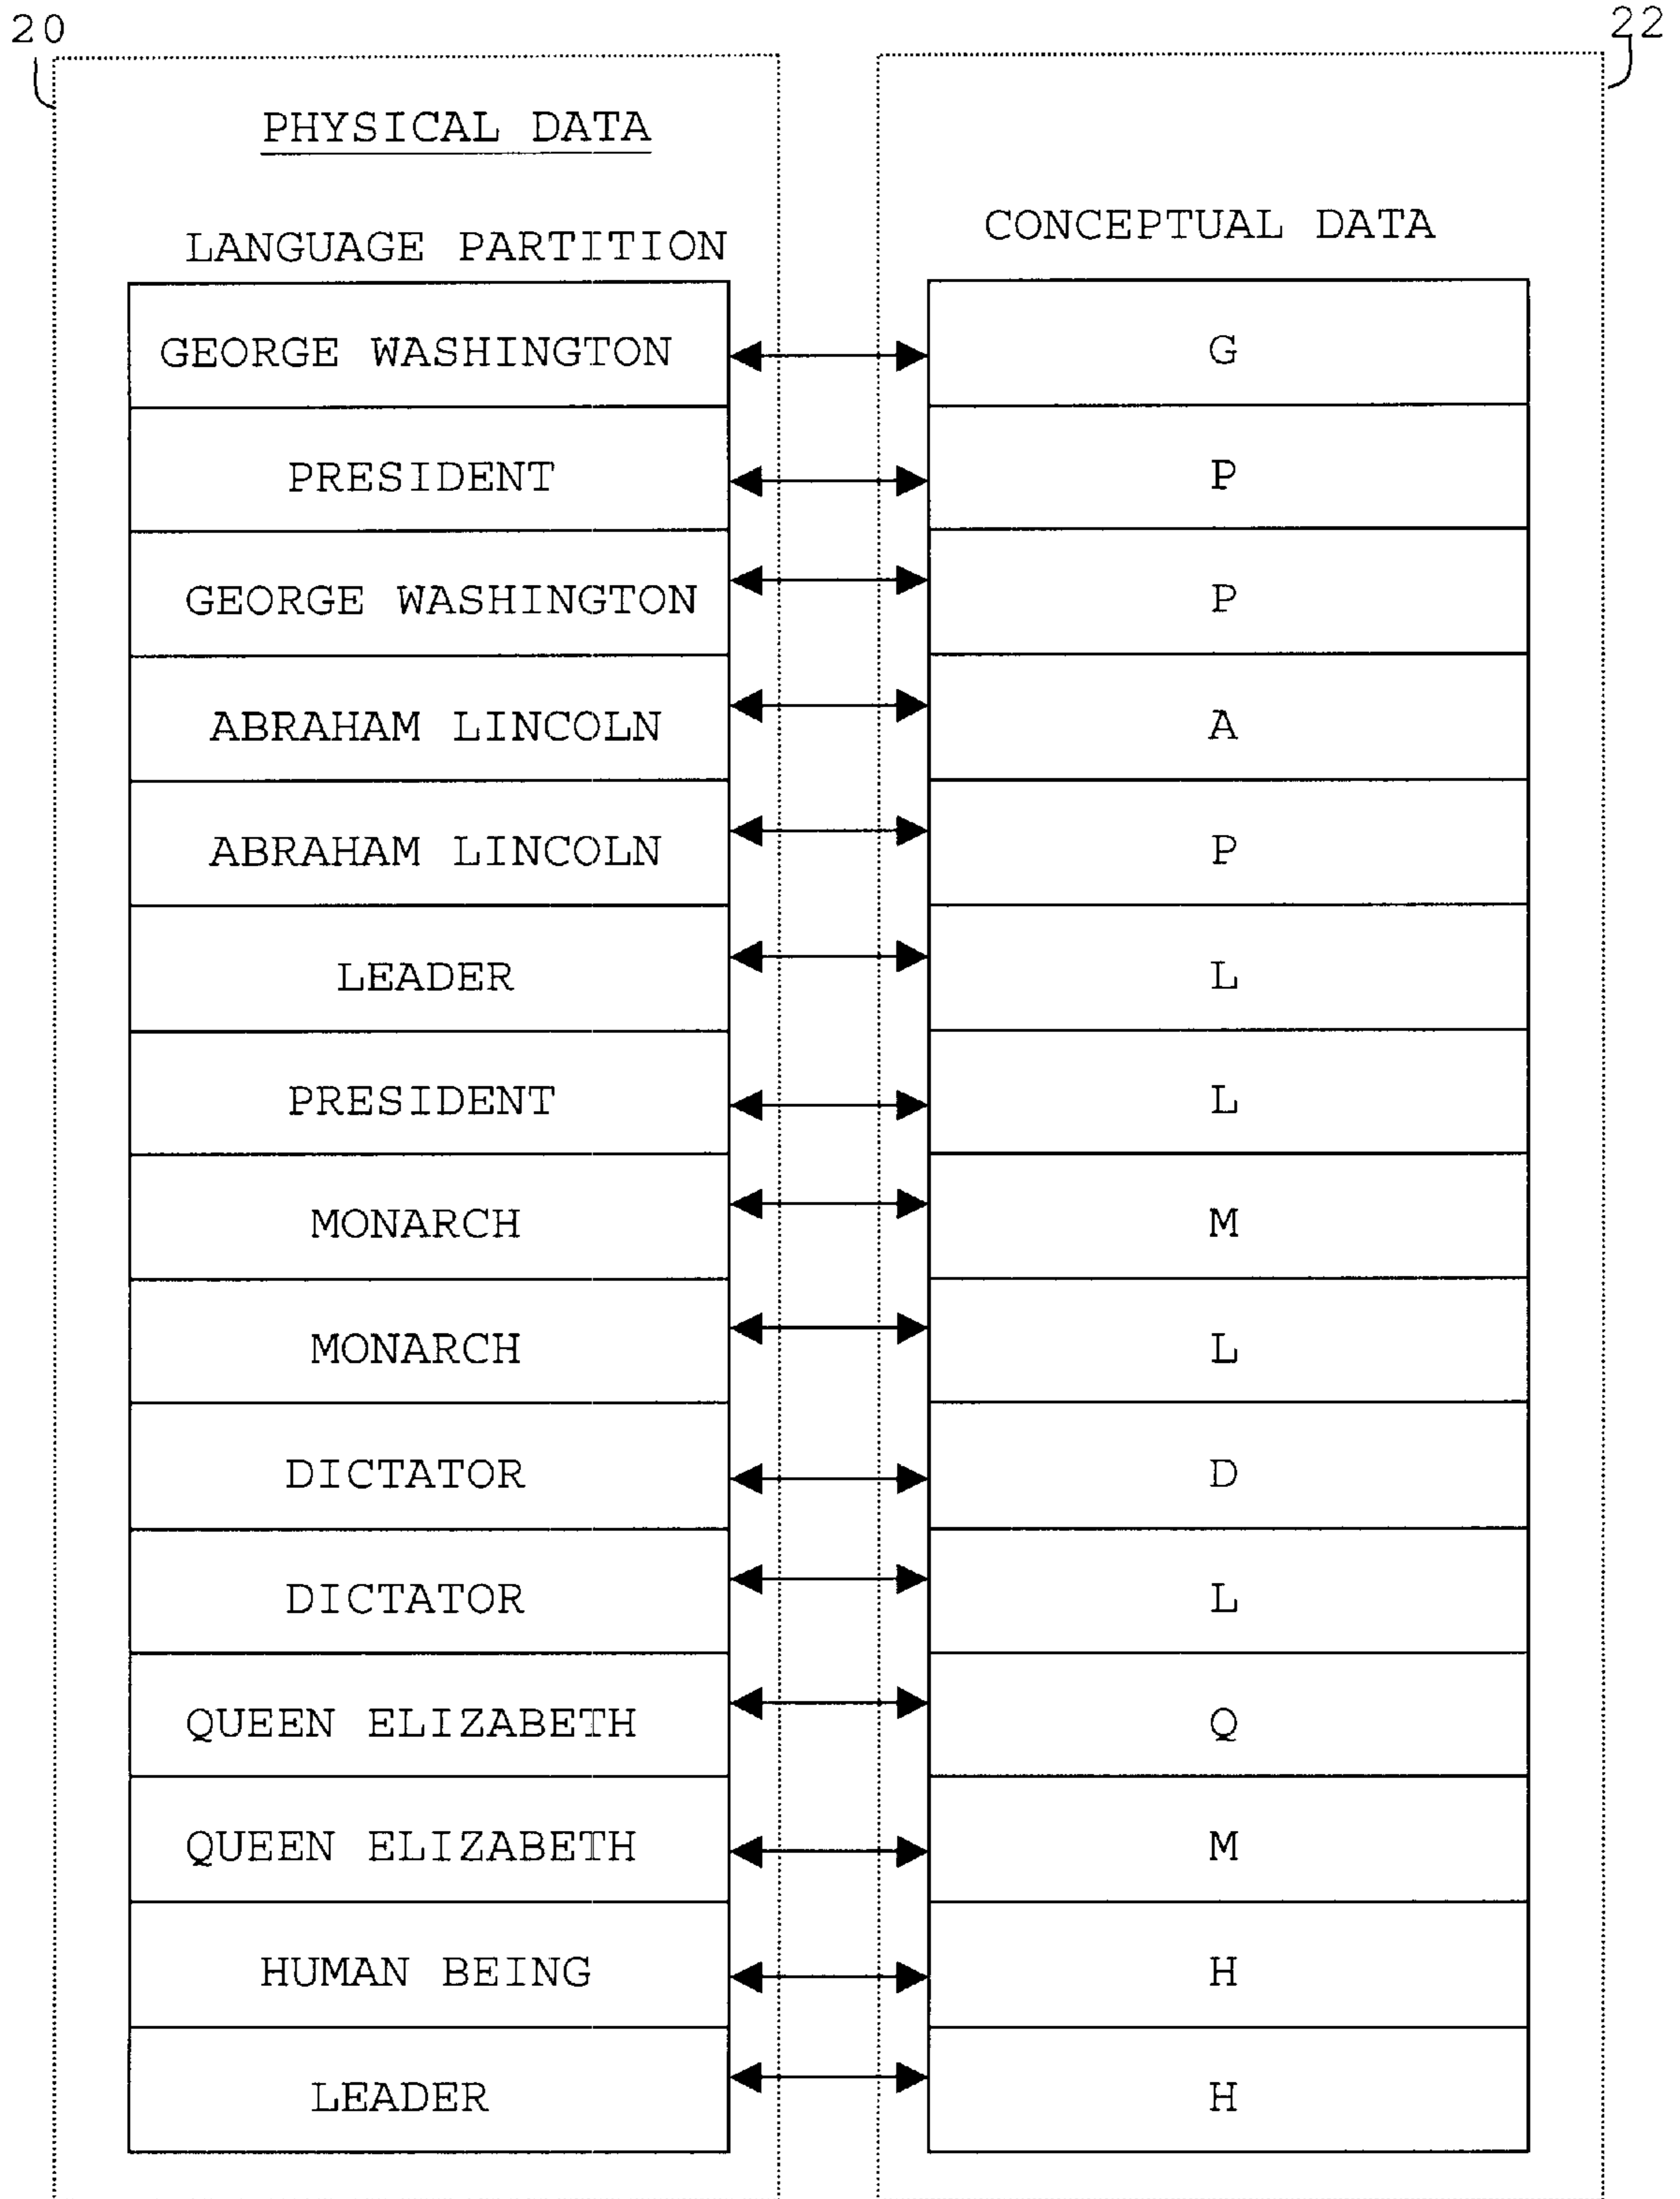 20
22
PHYSICAL DATA
LANGUAGE PARTITION
CONCEPTUAL DATA
GEORGE WASHINGTON
G
PRESIDENT
P
GEORGE WASHINGTON
P
ABRAHAM LINCOLN
A
ABRAHAM LINCOLN
P
LEADER
L
PRESIDENT
L
MONARCH
M
MONARCH
L
DICTATOR
D
DICTATOR
L
QUEEN ELIZABETH
Q
QUEEN ELIZABETH
M
HUMAN BEING
H
LEADER
H